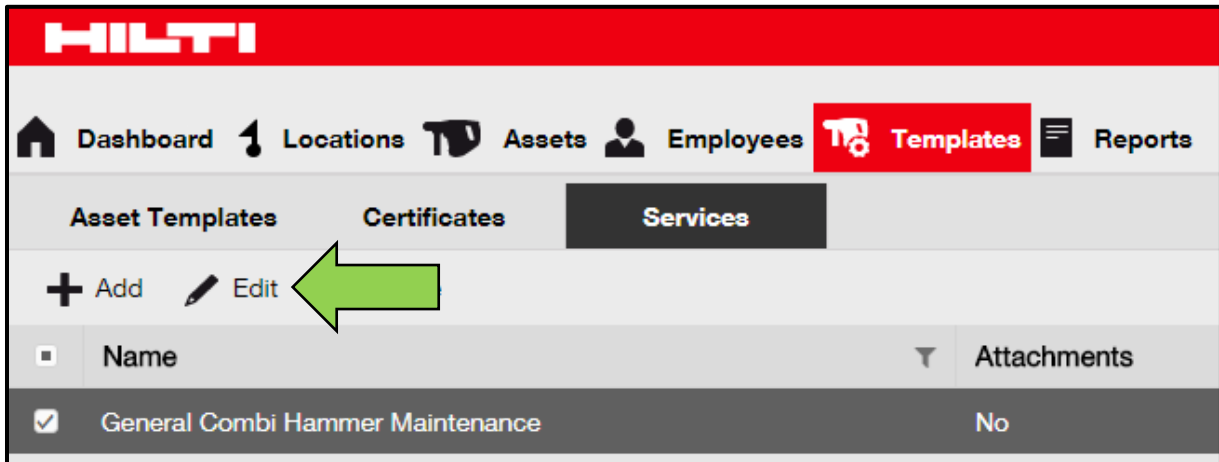 HILTI
Dashboard Locations Assets Employees Templates Reports
Asset Templates Certificates Services
Add Edit
Name Attachments
General Combi Hammer Maintenance No